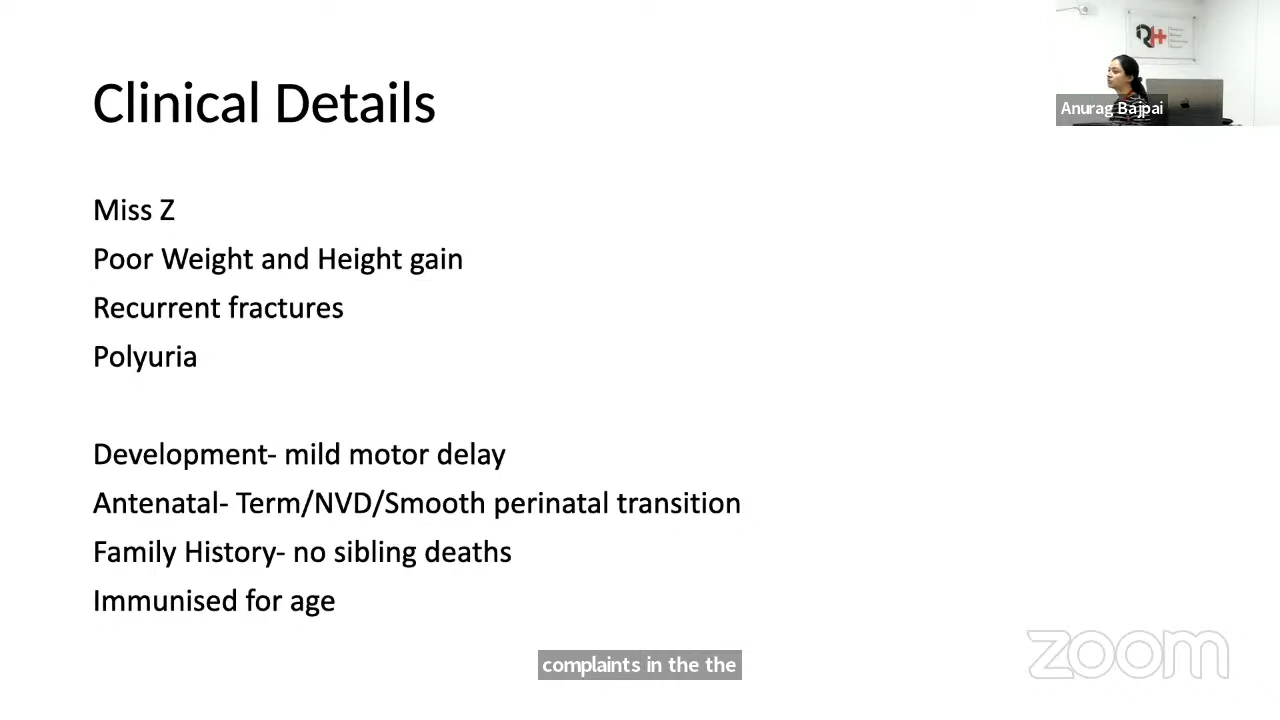 Clinical Details
Anurag Bajpai
Miss Z
Poor Weight and Height gain
Recurrent fractures
Polyuria
Development- mild motor delay
Antenatal- Term/NVD/Smooth perinatal transition
Family History- no sibling deaths
Immunised for age
complaints in the the
zoom